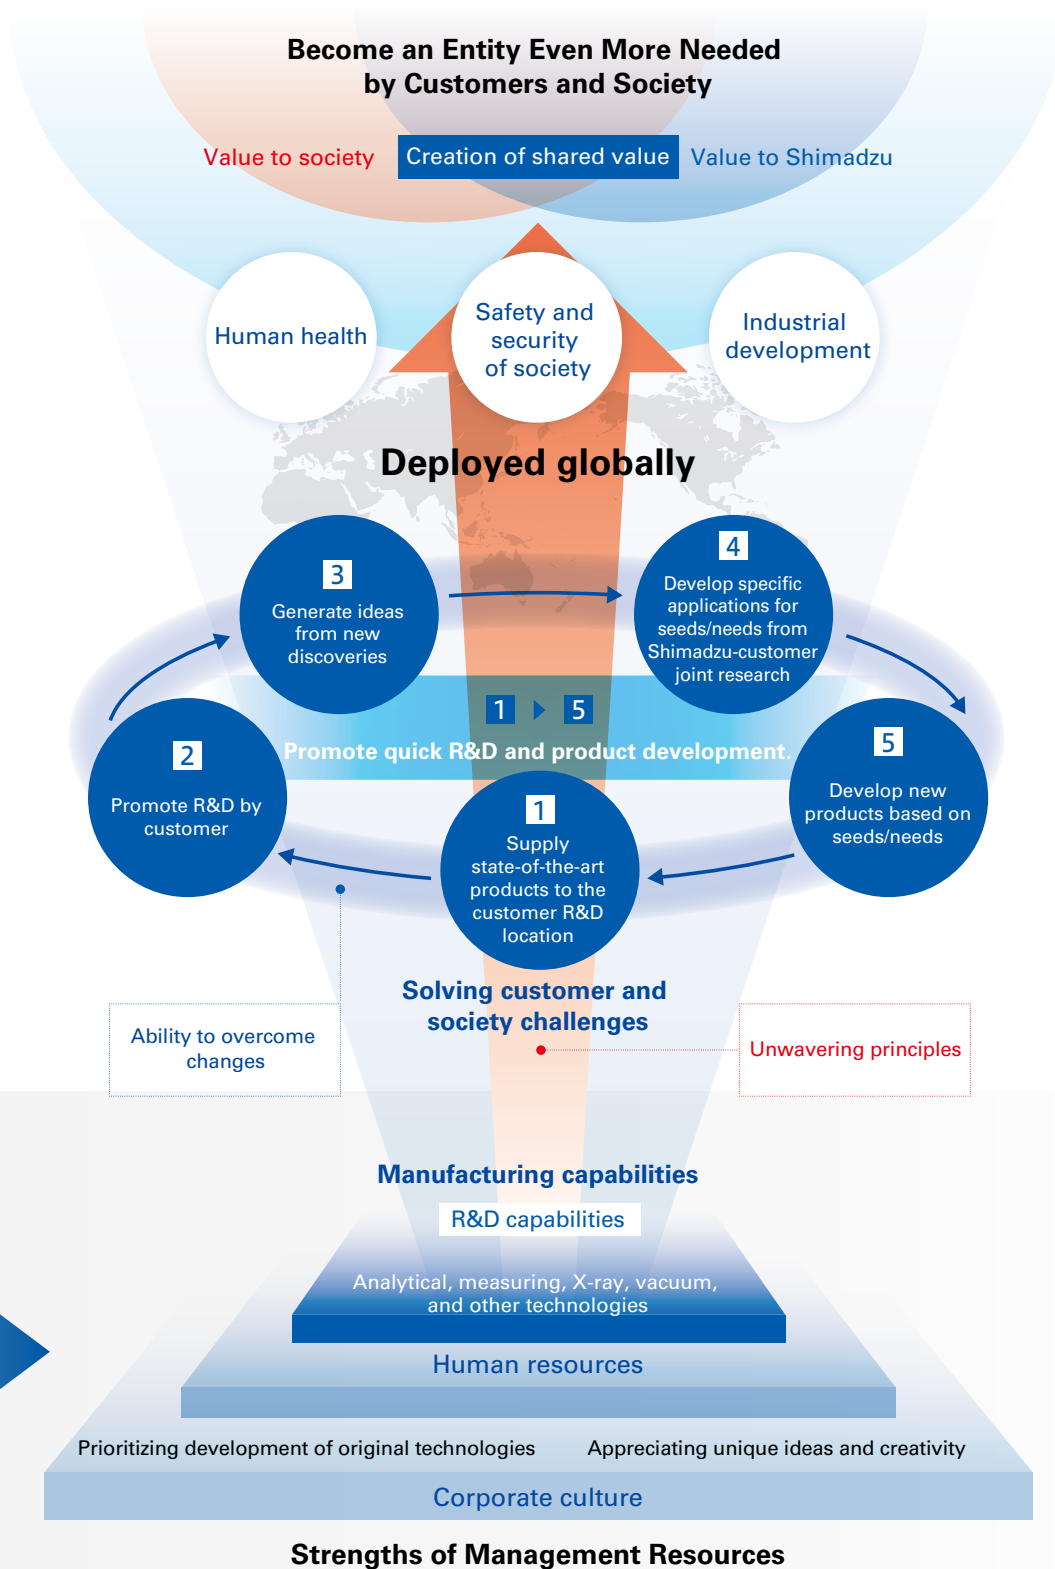 Become an Entity Even More Needed
by Customers and Society
Value to society
Creation of shared value
Value to Shimadzu
Human health
Safety and
security
of society
Industrial
development
Deployed globally
3
Generate ideas
from new
discoveries
4
Develop specific
applications for
seeds/needs from
Shimadzu-customer
joint research
1 5
Promote quick R&D and product development.
2
Promote R&D by
customer
5
Develop new
products based on
seeds/needs
1
Supply
state-of-the-art
products to the
customer R&D
location
Solving customer and
society challenges
Ability to overcome
changes
Unwavering principles
Manufacturing capabilities
R&D capabilities
Analytical, measuring, X-ray, vacuum,
and other technologies
Human resources
Prioritizing development of original technologies
Appreciating unique ideas and creativity
Corporate culture
Strengths of Management Resources